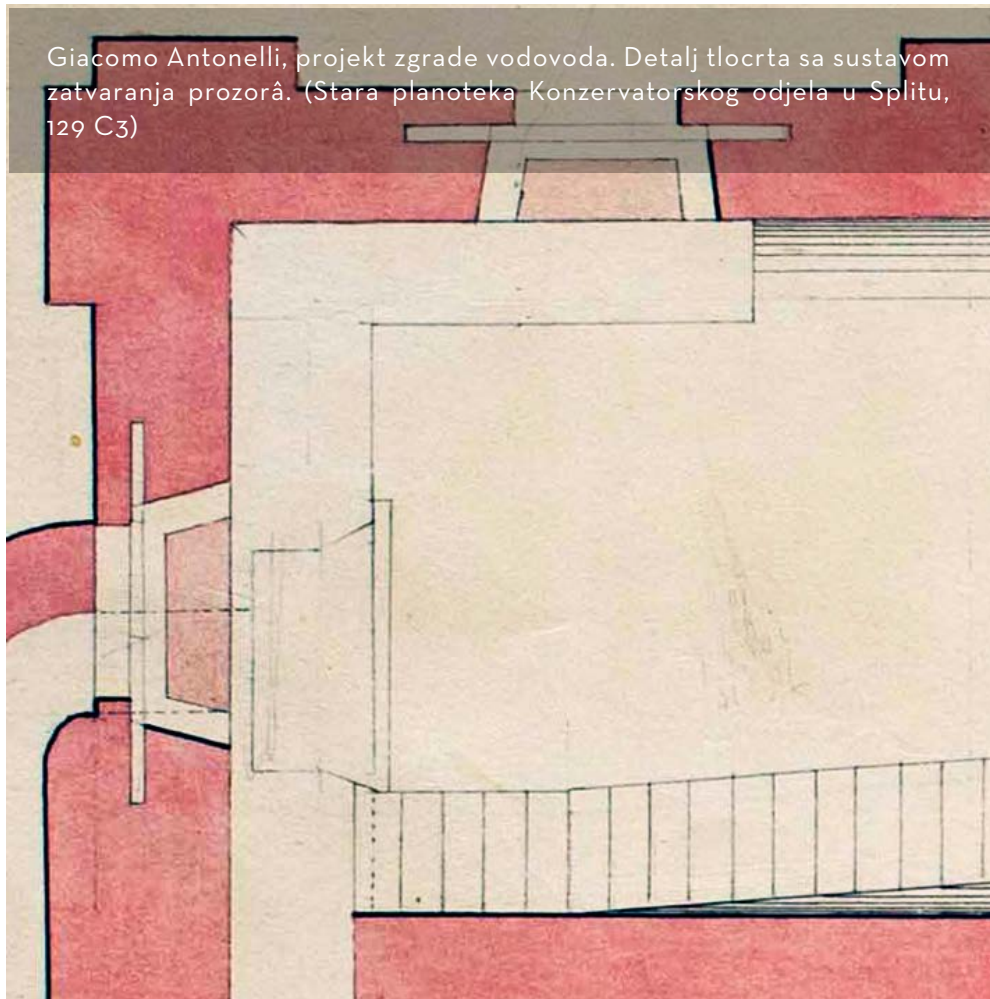 Giacomo Antonelli, projekt zgrade vodovoda. Detalj tlocrta sa sustavom
zatvaranja prozorâ. (Stara planoteka Konzervatorskog odjela u Splitu,
129 C3)